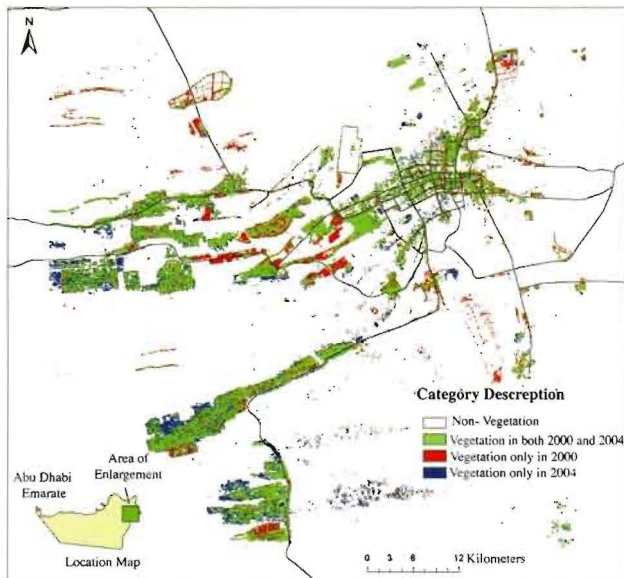 N
Category Descreption
Non- Vegetation
Vegetation in both 2000 and 2004
Vegetation only in 2000
Vegetation only in 2004
Area of
Enlargement
Abu Dhabi
Emarate
Location Map
0 3 6 12 Kilometers